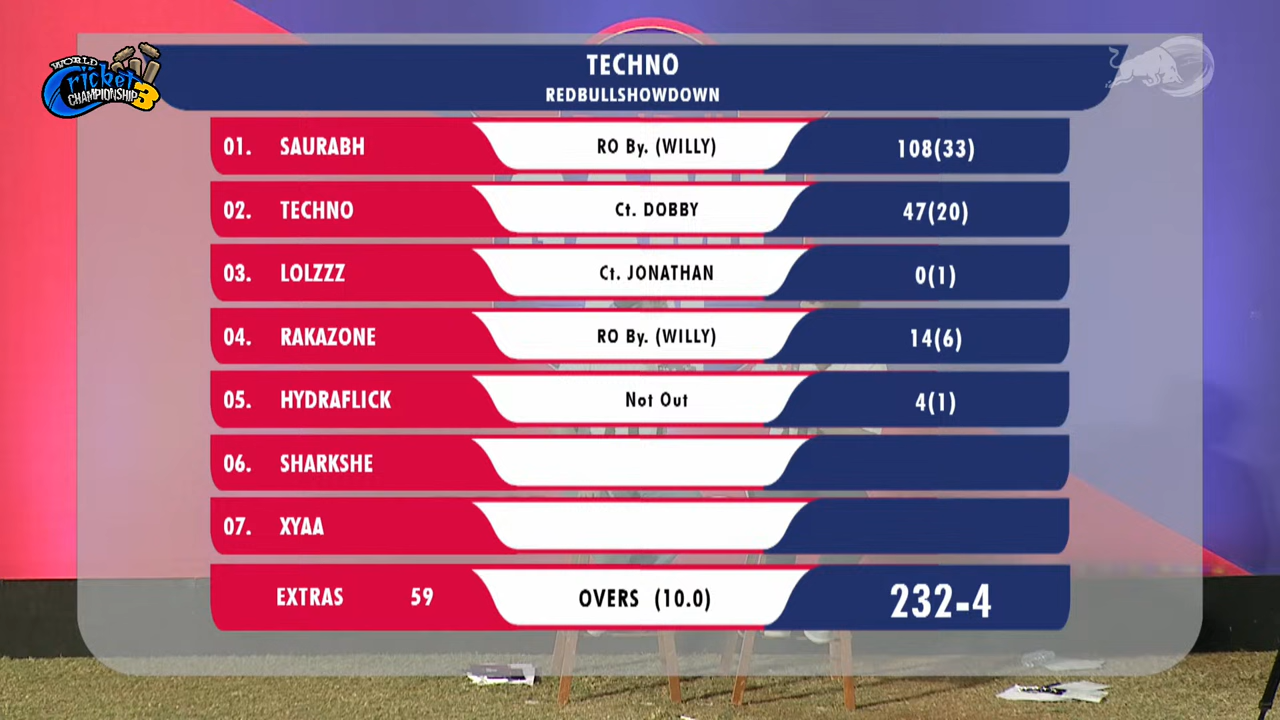 WORLD
Cricket
CHAMPIONSHIP 3
TECHNO
REDBULLSHOWDOWN
01. SAURABH RO By. (WILLY) 108(33)
02. TECHNO Ct. DOBBY 47(20)
03. LOLZZZ Ct. JONATHAN 0(1)
04. RAKAZONE RO By. (WILLY) 14(6)
05. HYDRAFLICK Not Out 4(1)
06. SHARKSHE
07. XYAA
EXTRAS 59 OVERS (10.0) 232-4